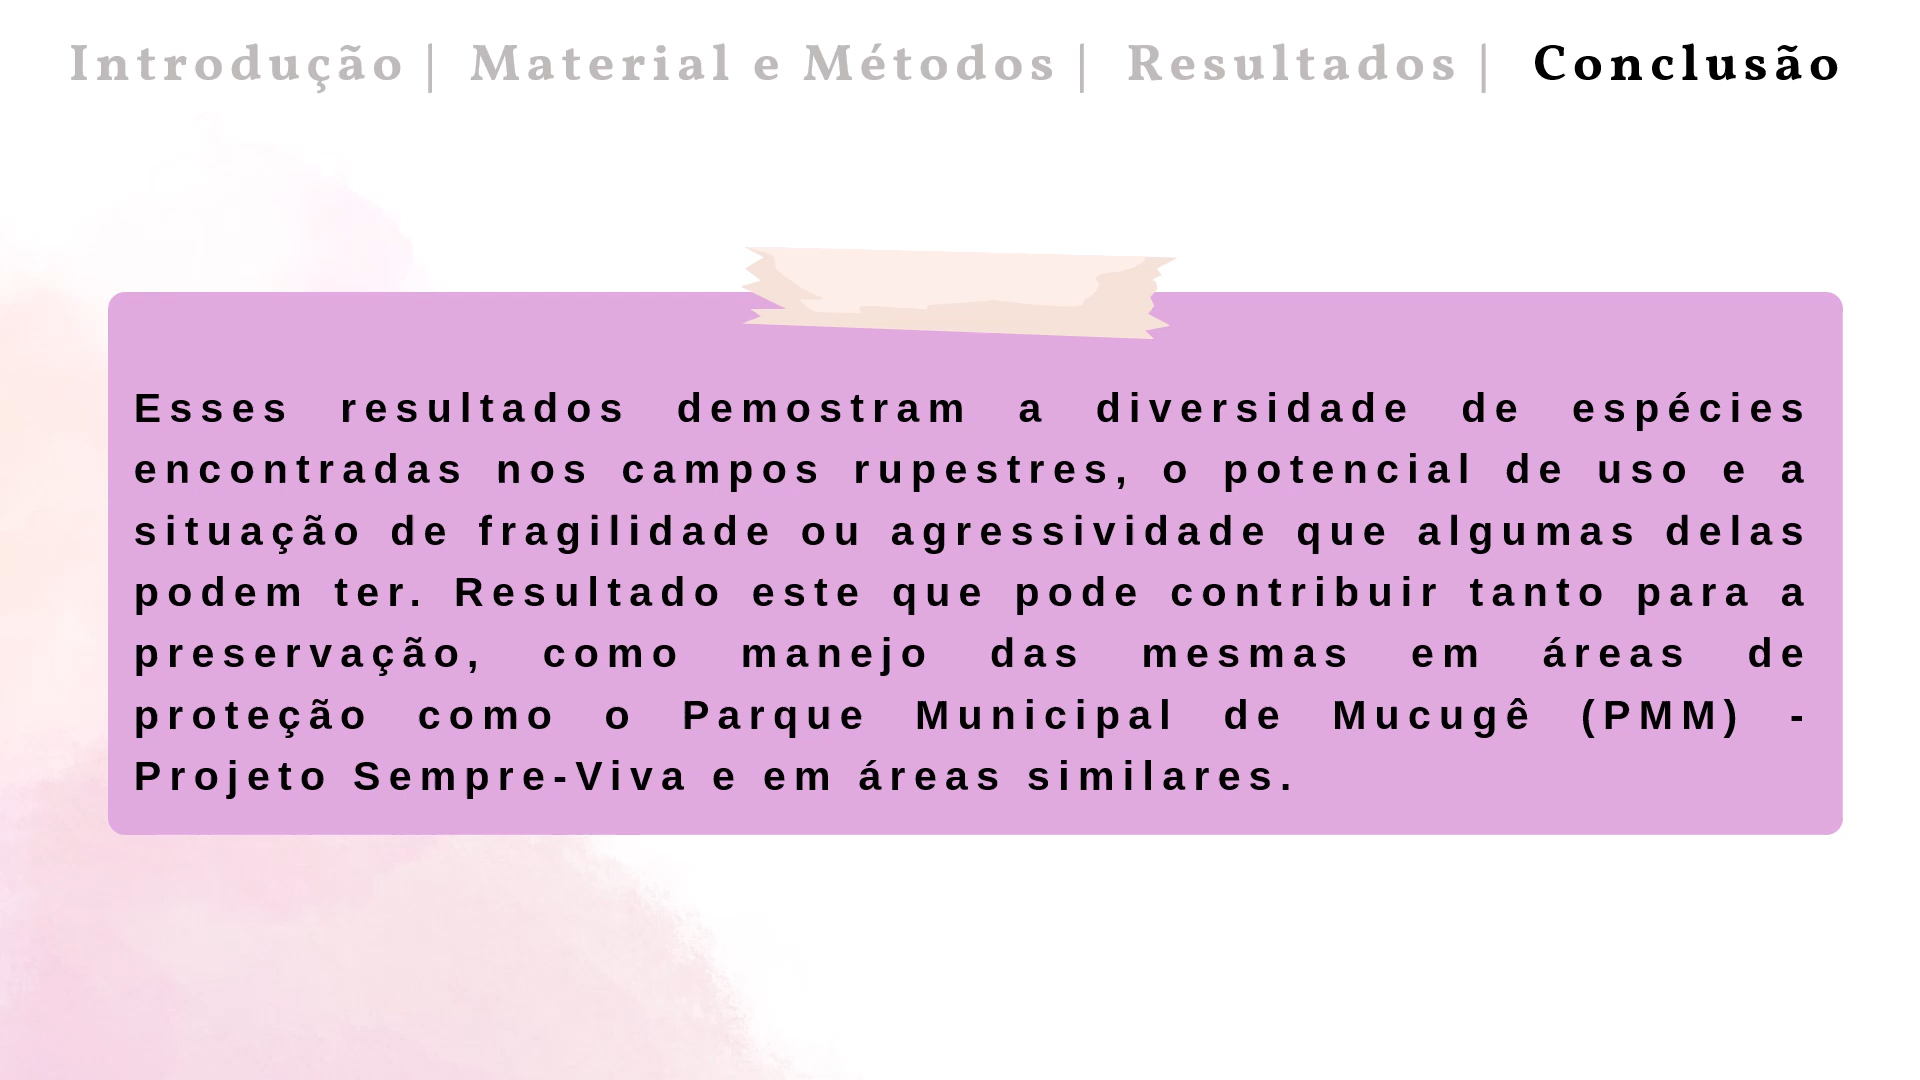 Introdução | Material e Métodos | Resultados | Conclusão
Esses resultados demostram a diversidade de espécies
encontradas nos campos rupestres, o potencial de uso e a
situação de fragilidade ou agressividade que algumas delas
podem ter. Resultado este que pode contribuir tanto para a
preservação, como manejo das mesmas em áreas de
proteção como o Parque Municipal de Mucugê (PMM) -
Projeto Sempre-Viva e em áreas similares.